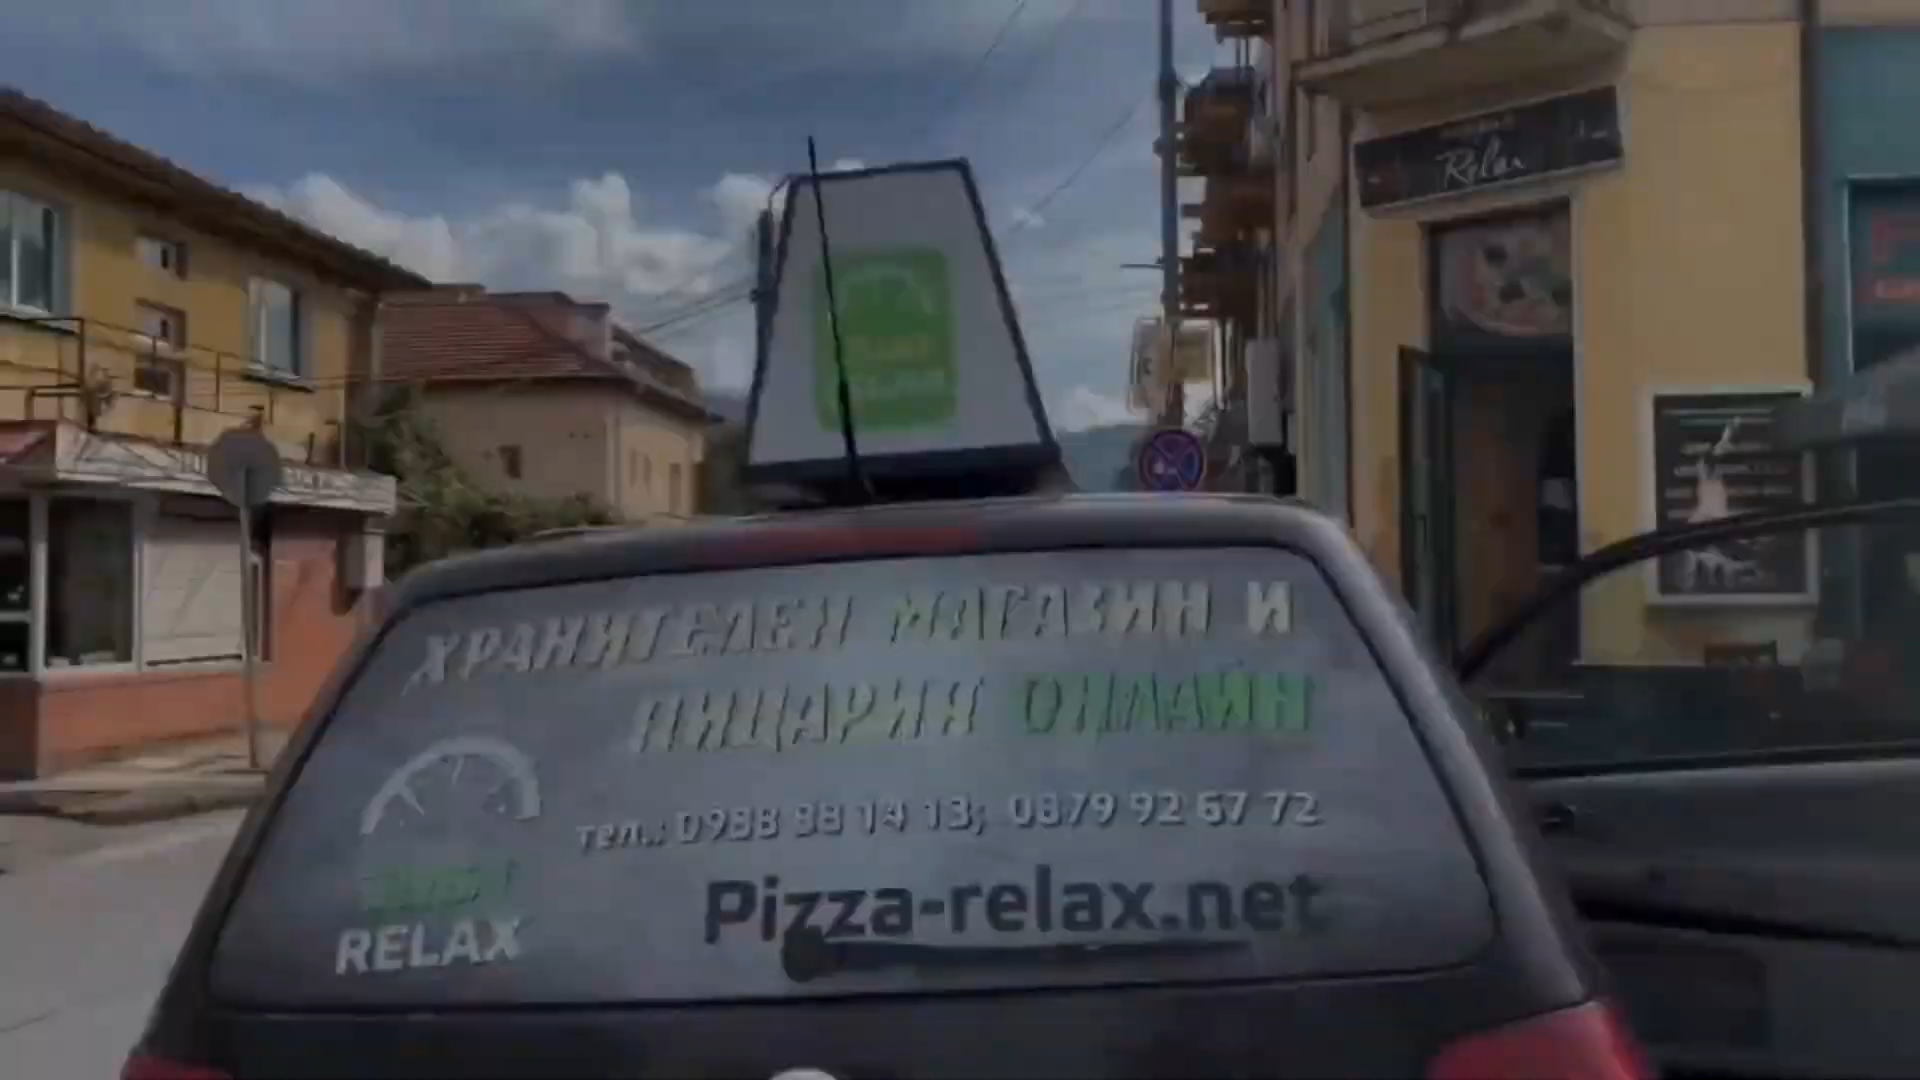 Relax
ХРАНИТЕЛЕН МАГАЗИН И
ПИЦАРИЯ ОНЛАЙН
тел.: 0988 88 14 13; 0879 92 67 72
RELAX
Pizza-relax.net